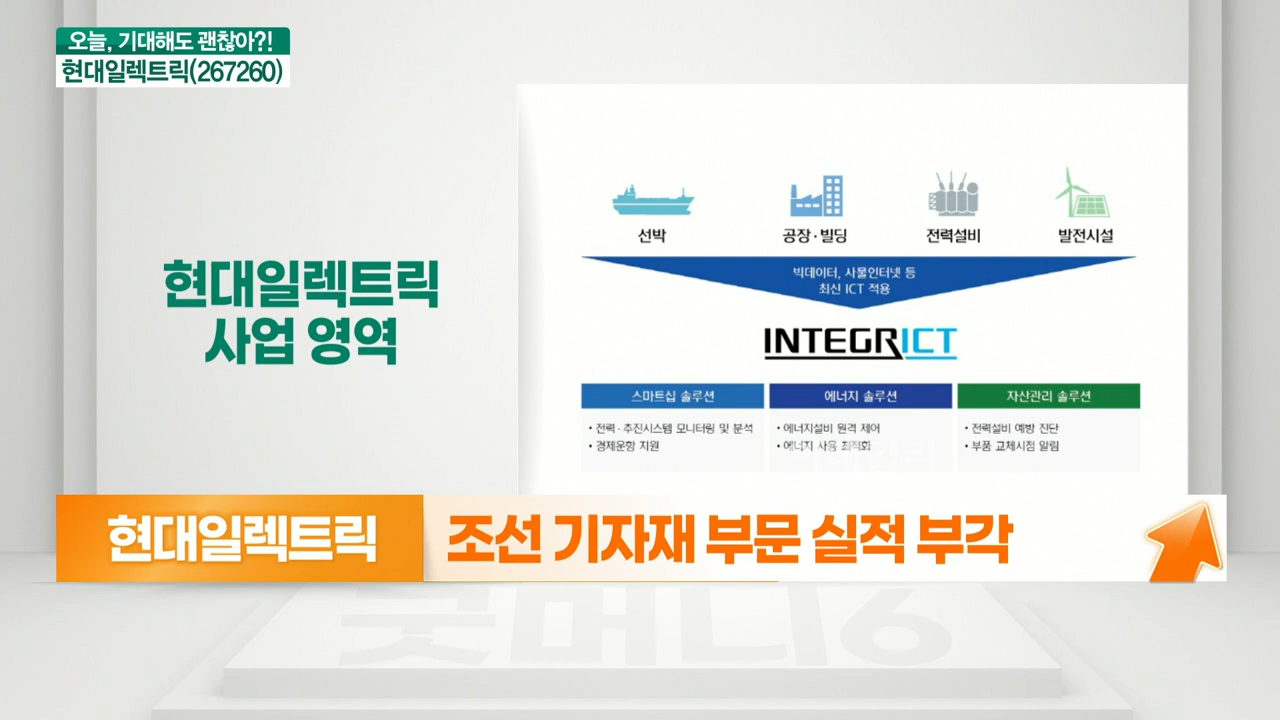 오늘, 기대해도 괜찮아?!
현대일렉트릭(267260)
현대일렉트릭
사업 영역
선박
공장·빌딩
전력설비
발전시설
빅데이터, 사물인터넷 등
최신 ICT 적용
INTEGRICT
스마트십 솔루션
• 전력·추진시스템 모니터링 및 분석
• 경제운항 지원
에너지 솔루션
• 에너지설비 원격 제어
• 에너지 사용 최적화
자산관리 솔루션
• 전력설비 예방 진단
• 부품 교체시점 알림
현대일렉트릭
조선 기자재 부문 실적 부각
굿머니6